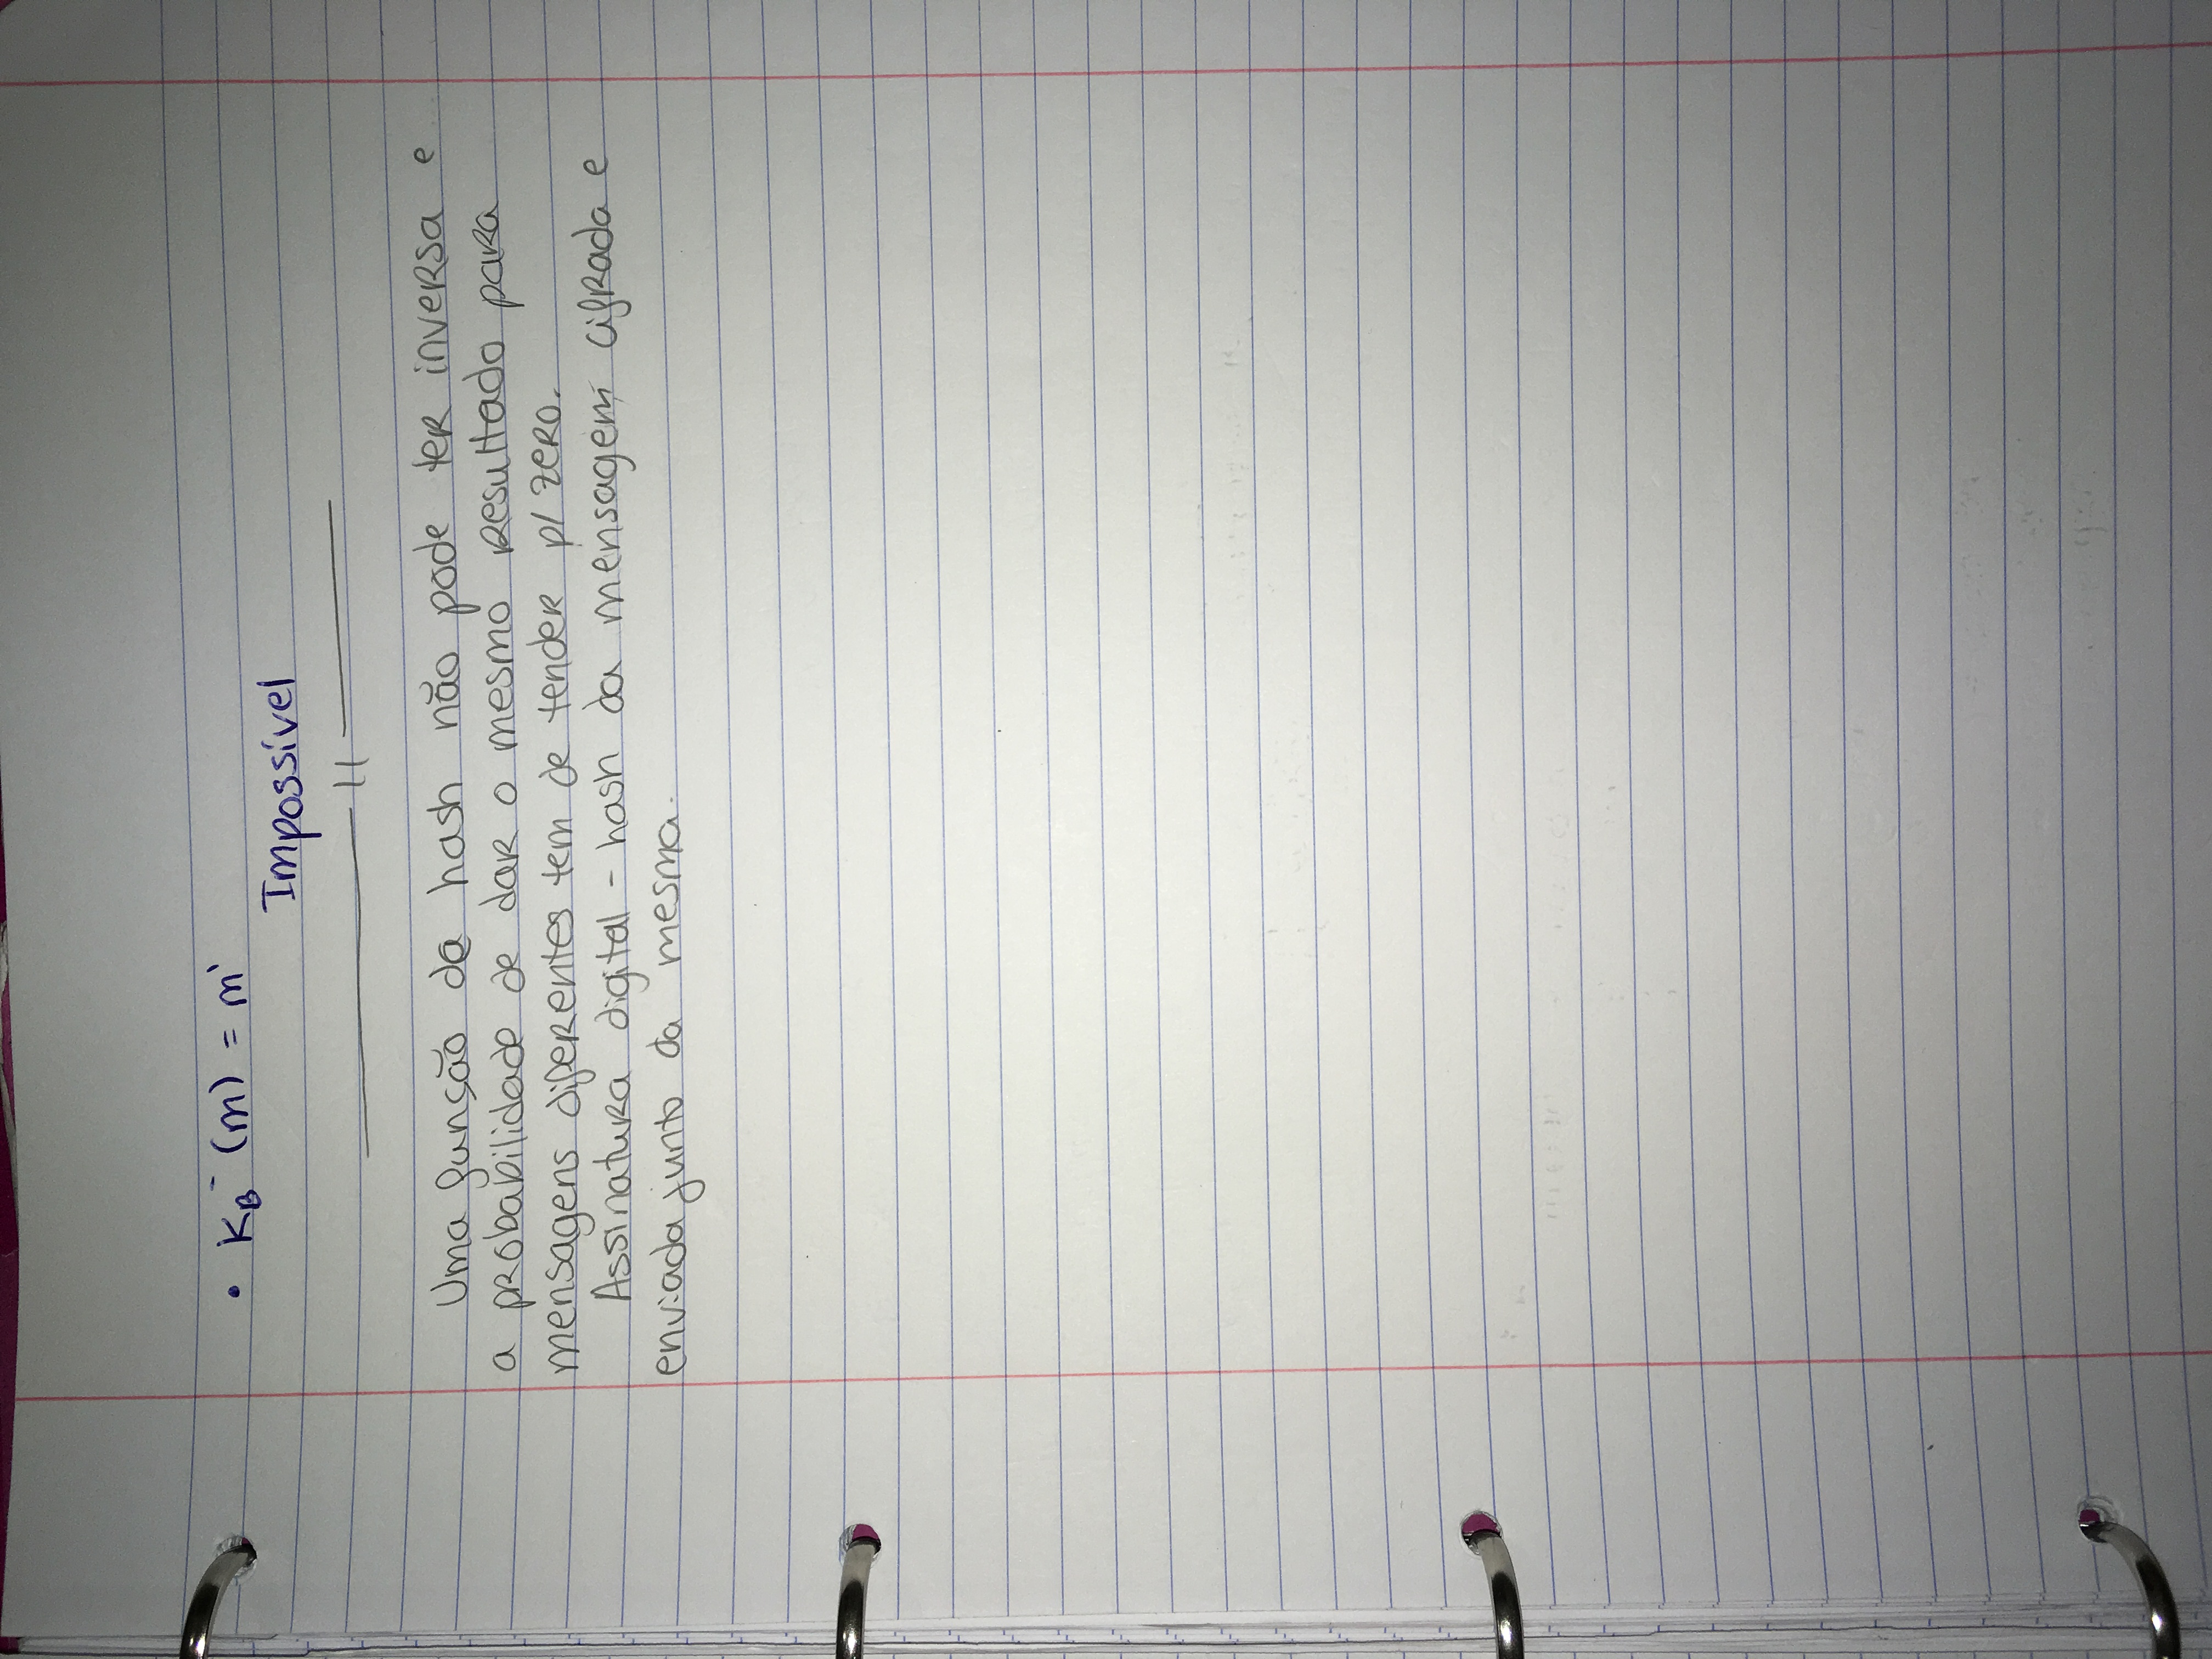 • K_B^- (m) = m'
Impossível
——— || ———
Uma função de hash não pode ter inversa e
a probabilidade de dar o mesmo resultado para
mensagens diferentes tem de tender p/ zero.
Assinatura digital - hash da mensagem cifrada e
enviada junto da mesma.